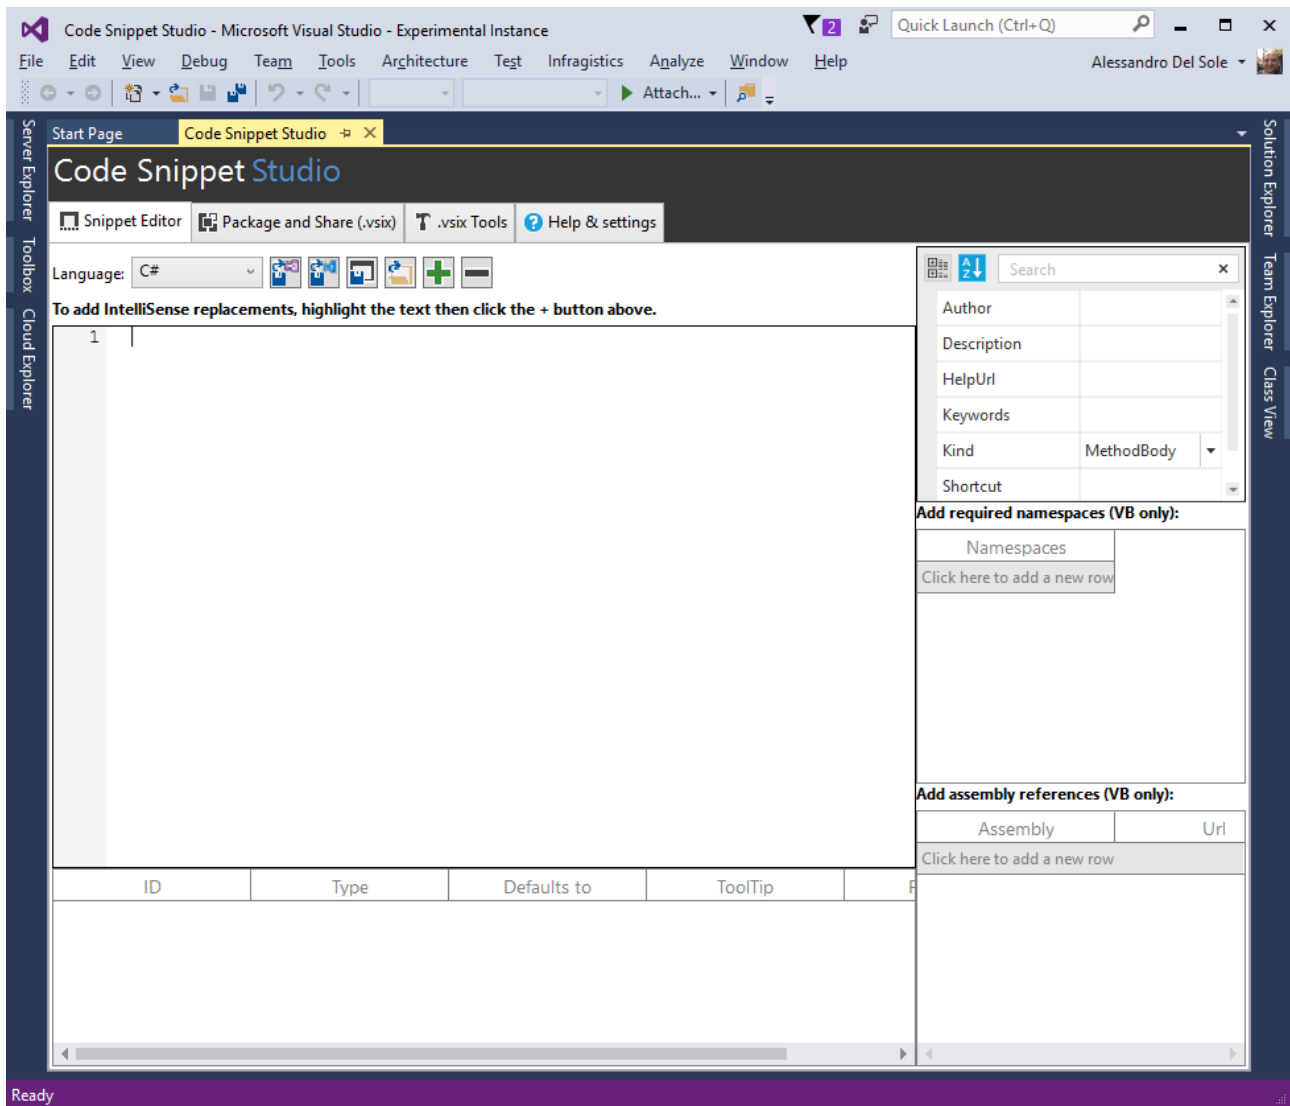 Code Snippet Studio - Microsoft Visual Studio - Experimental Instance
2
Quick Launch (Ctrl+Q)
File Edit View Debug Team Tools Architecture Test Infragistics Analyze Window Help
Alessandro Del Sole
Attach...
Server Explorer
Toolbox
Cloud Explorer
Start Page
Code Snippet Studio
Code Snippet Studio
Snippet Editor
Package and Share (.vsix)
.vsix Tools
? Help & settings
Language: C#
To add IntelliSense replacements, highlight the text then click the + button above.
1
ID Type Defaults to ToolTip
A Z
Search
Author
Description
HelpUrl
Keywords
Kind MethodBody
Shortcut
Add required namespaces (VB only):
Namespaces
Click here to add a new row
Add assembly references (VB only):
Assembly Url
Click here to add a new row
Solution Explorer
Team Explorer
Class View
Ready